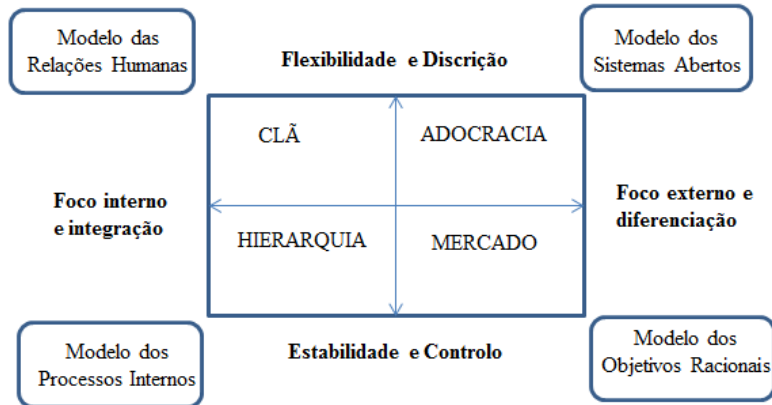 Modelo das
Relações Humanas
Flexibilidade e Discrição
Modelo dos
Sistemas Abertos
CLÃ
ADOCRACIA
Foco interno
e integração
Foco externo e
diferenciação
HIERARQUIA
MERCADO
Modelo dos
Processos Internos
Estabilidade e Controlo
Modelo dos
Objetivos Racionais